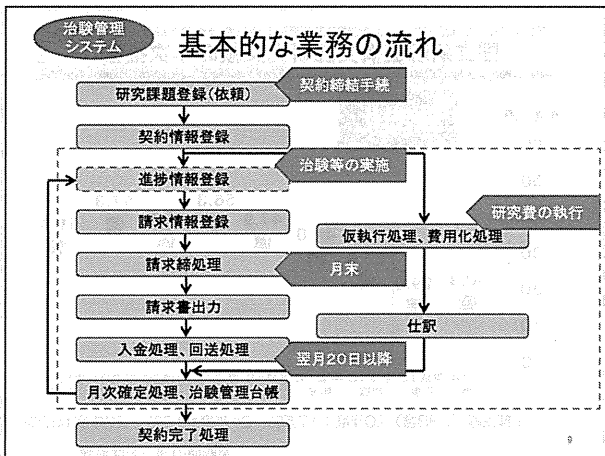 治験管理
システム
基本的な業務の流れ
契約締結手続
研究課題登録(依頼)
契約情報登録
治験等の実施
進捗情報登録
研究費の執行
請求情報登録
仮執行処理、費用化処理
請求締処理
月末
請求書出力
仕訳
入金処理、回送処理
翌月20日以降
月次確定処理、治験管理台帳
契約完了処理
9